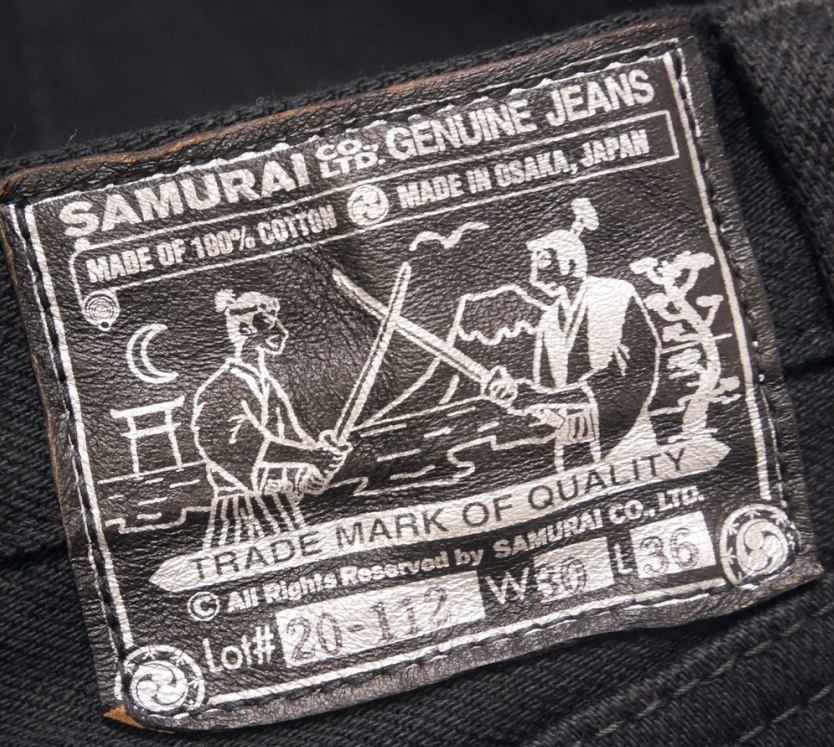 SAMURAI CO., LTD. GENUINE JEANS
MADE OF 100% COTTON MADE IN OSAKA, JAPAN
TRADE MARK OF QUALITY
© All Rights Reserved by SAMURAI CO., LTD.
Lot# 20-112 W 30 L 36